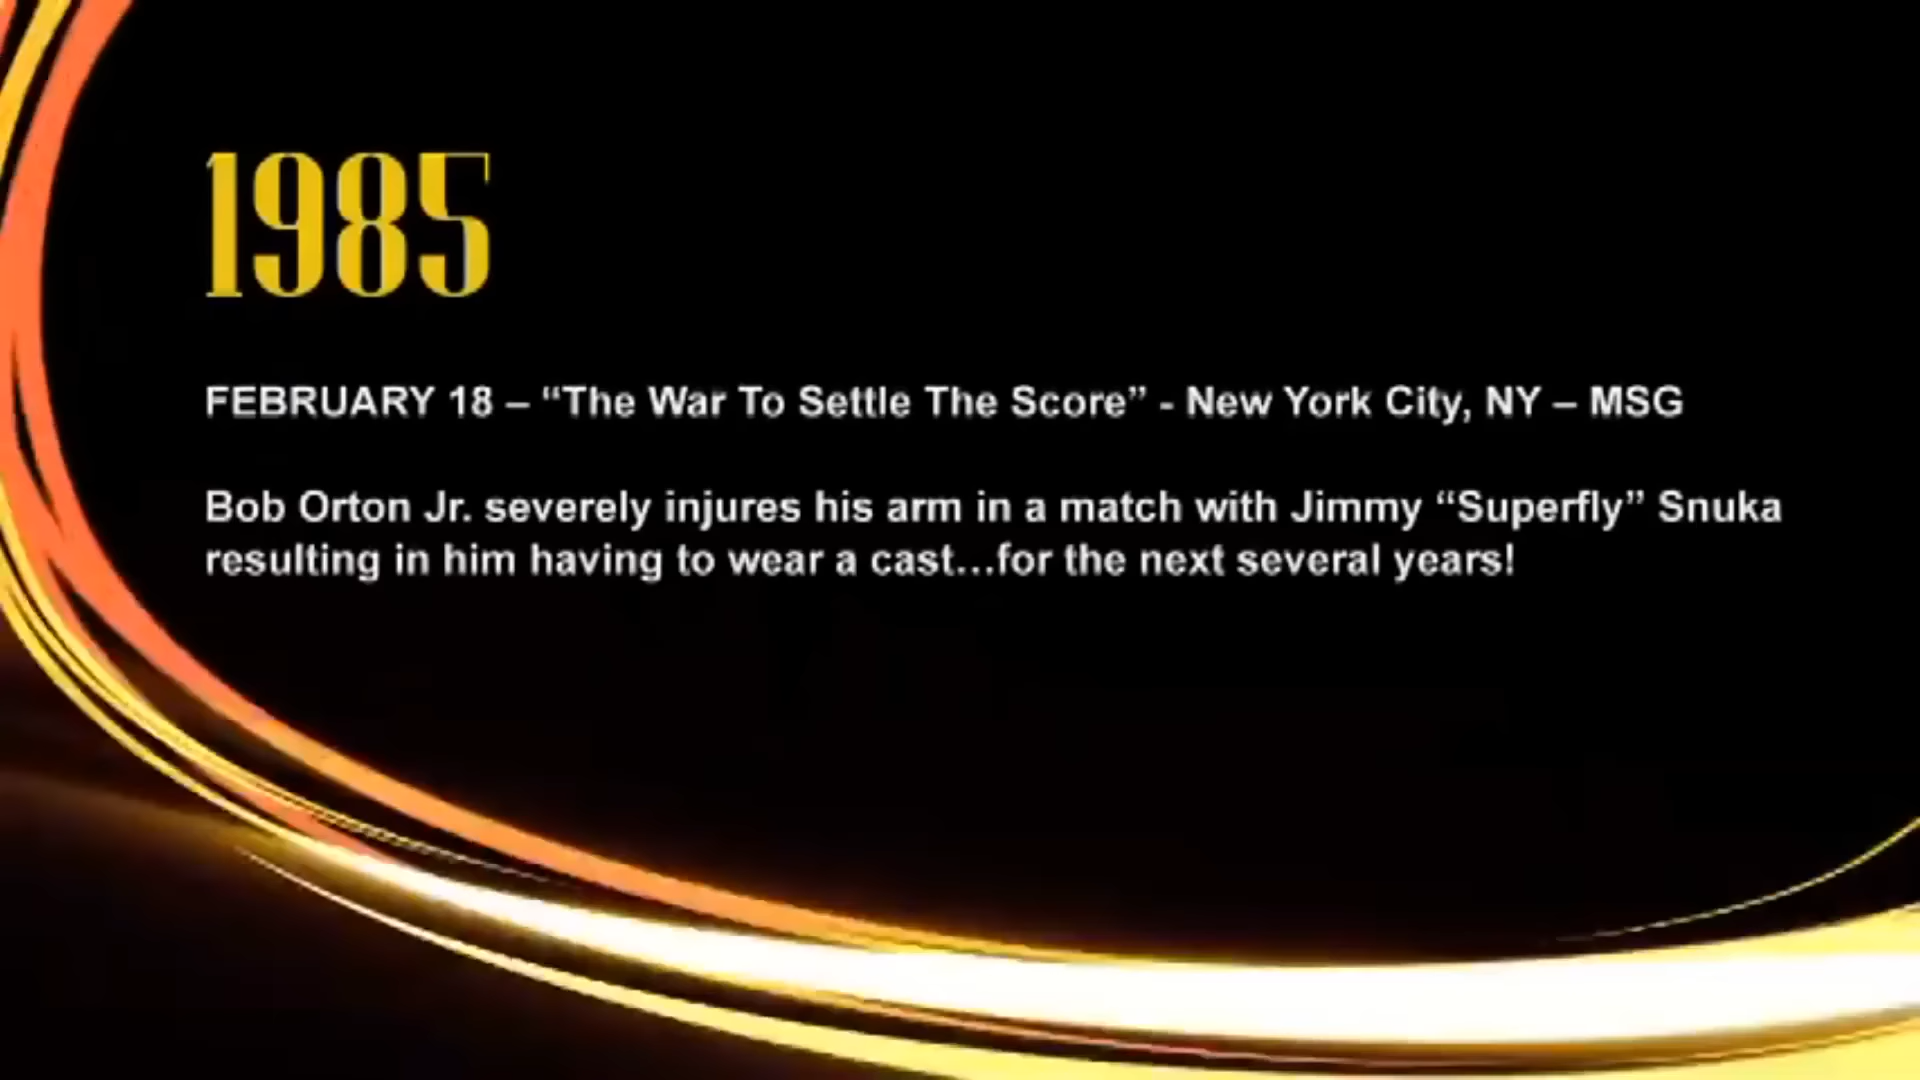 1985
FEBRUARY 18 – “The War To Settle The Score” - New York City, NY – MSG
Bob Orton Jr. severely injures his arm in a match with Jimmy “Superfly” Snuka
resulting in him having to wear a cast…for the next several years!